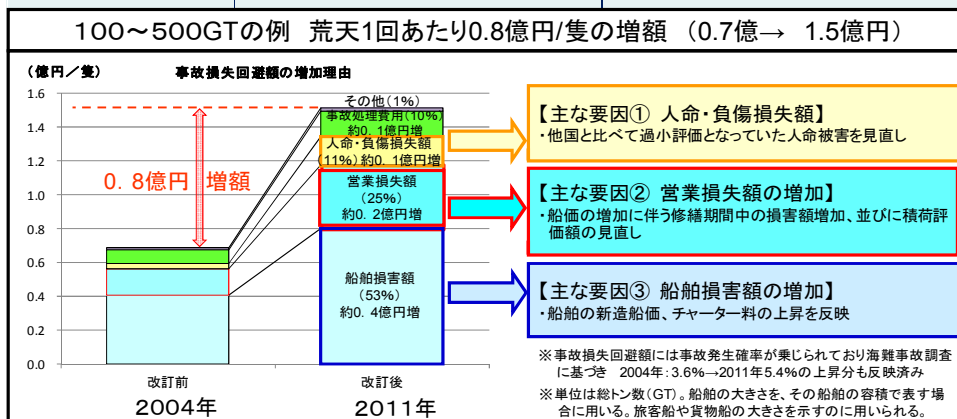 100~500GTの例 荒天1回あたり0.8億円/隻の増額 (0.7億→ 1.5億円)
(億円/隻)
事故損失回避額の増加理由
1.6
1.4
1.2
1.0
0.8
0.6
0.4
0.2
0.0
0.8億円 増額
その他(1%)
事故処理費用(10%)
約0.1億円増
人命・負傷損失額
(11%)約0.1億円増
営業損失額
(25%)
約0.2億円増
船舶損害額
(53%)
約0.4億円増
改訂前
2004年
改訂後
2011年
【主な要因① 人命・負傷損失額】
・他国と比べて過小評価となっていた人命被害を見直し
【主な要因② 営業損失額の増加】
・船価の増加に伴う修繕期間中の損害額増加、並びに積荷評
価額の見直し
【主な要因③ 船舶損害額の増加】
・船舶の新造船価、チャーター料の上昇を反映
※事故損失回避額には事故発生確率が乗じられており海難事故調査
に基づき 2004年:3.6%→2011年5.4%の上昇分も反映済み
※単位は総トン数(GT)。船舶の大きさを、その船舶の容積で表す場
合に用いる。旅客船や貨物船の大きさを示すのに用いられる。